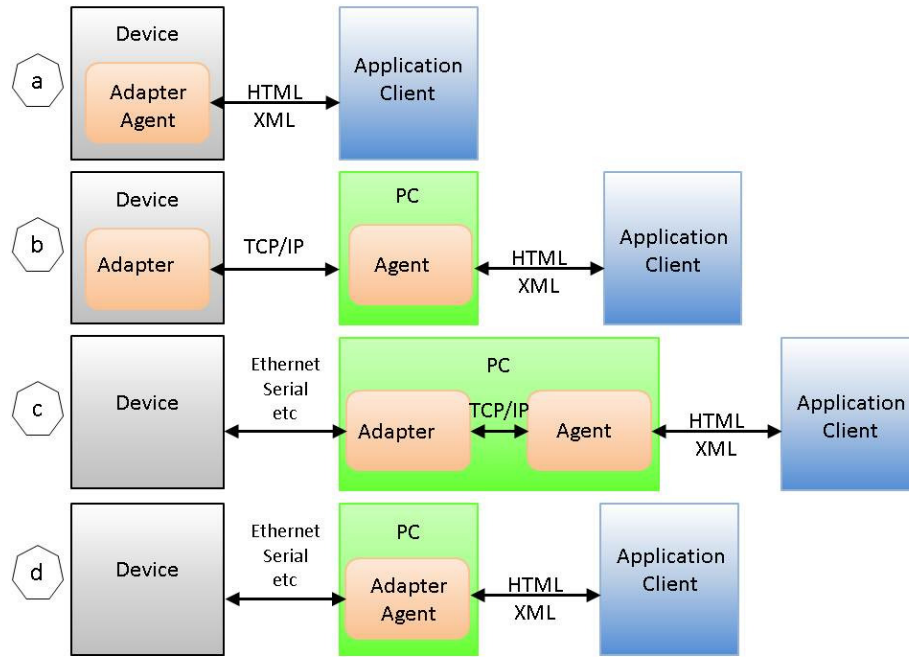 a
Device
Adapter
Agent
HTML
XML
Application
Client
b
Device
Adapter
TCP/IP
PC
Agent
HTML
XML
Application
Client
c
Device
Ethernet
Serial
etc
PC
Adapter
TCP/IP
Agent
HTML
XML
Application
Client
d
Device
Ethernet
Serial
etc
PC
Adapter
Agent
HTML
XML
Application
Client